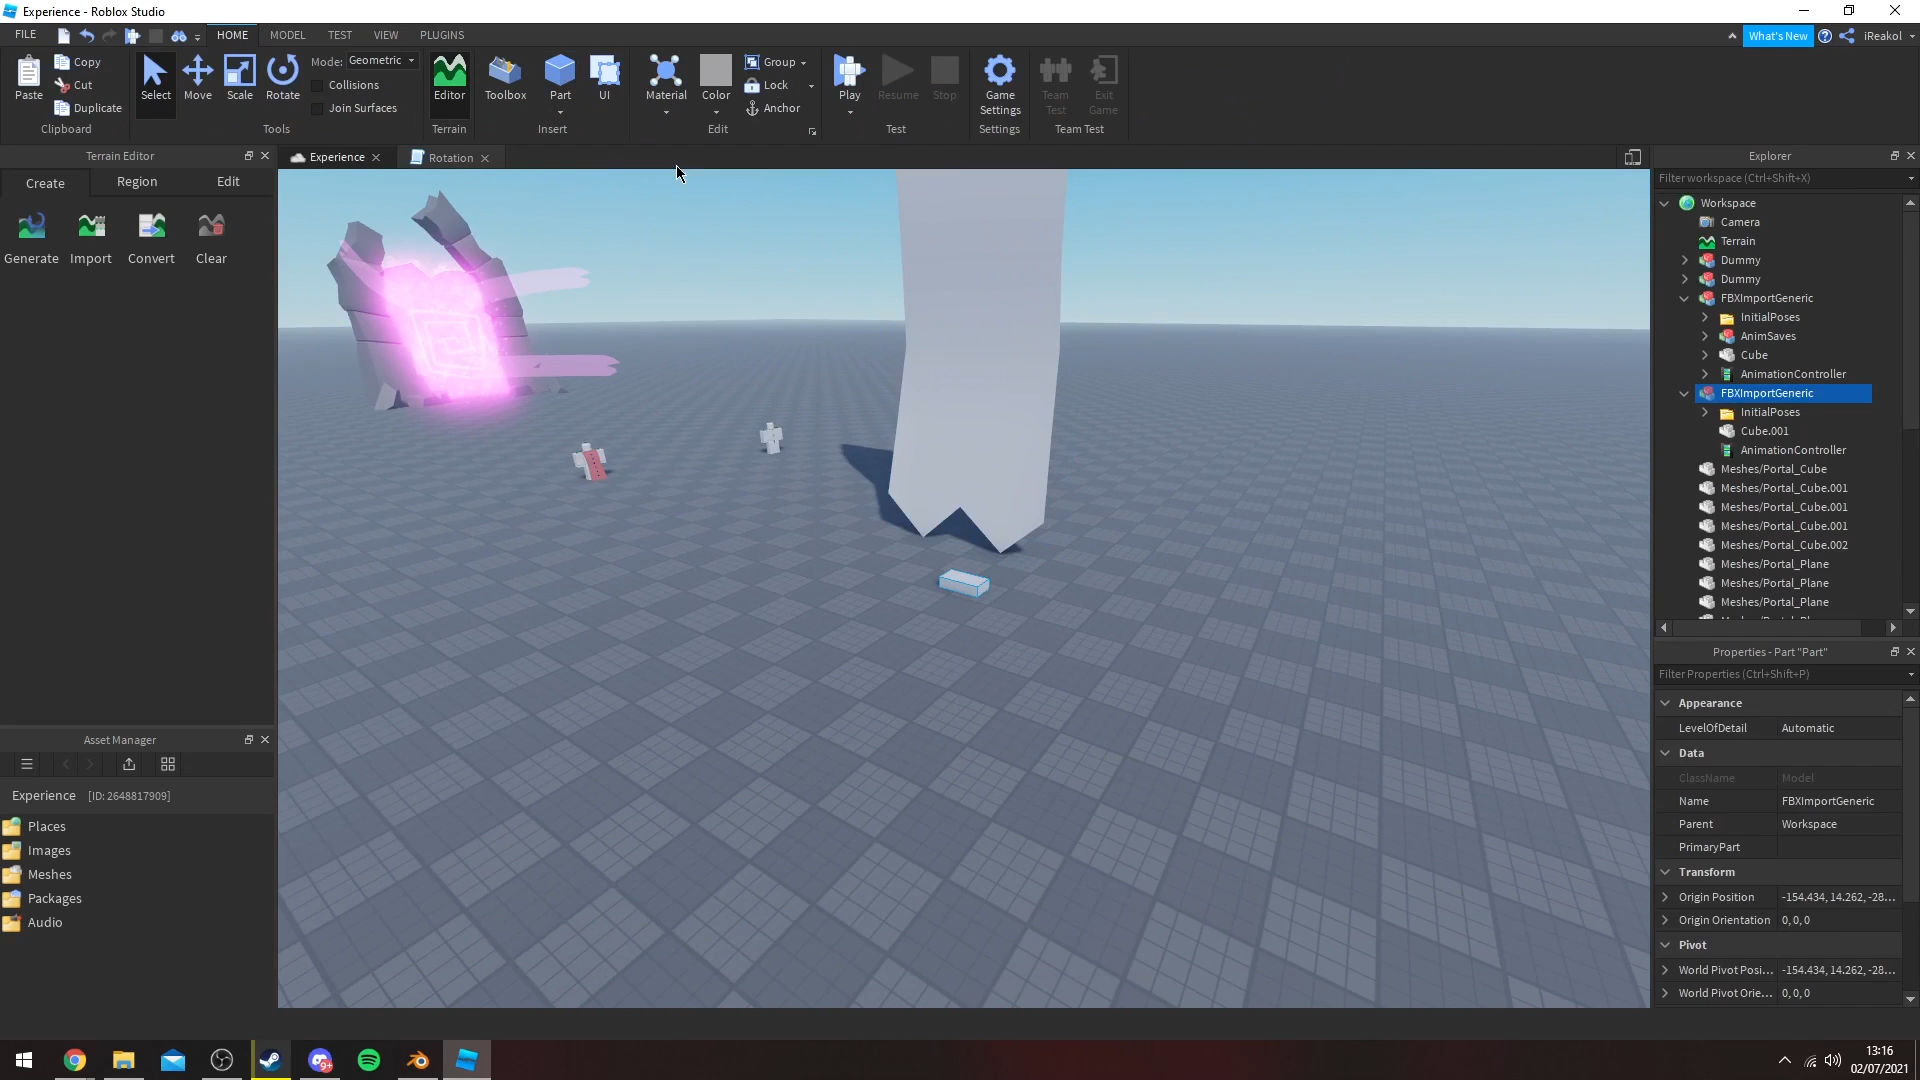 Experience - Roblox Studio
FILE HOME MODEL TEST VIEW PLUGINS What's New iReakol
Paste Copy Cut Duplicate Clipboard
Select Move Scale Rotate Mode: Geometric Collisions Join Surfaces Tools
Editor Terrain
Toolbox Part UI Insert
Material Color Group Lock Anchor Edit
Play Resume Stop Test
Game Settings Settings
Team Test Exit Game Team Test
Terrain Editor
Create Region Edit
Generate Import Convert Clear
Experience Rotation
Asset Manager
Experience [ID: 2648817909]
Places
Images
Meshes
Packages
Audio
Explorer
Filter workspace (Ctrl+Shift+X)
Workspace
Camera
Terrain
Dummy
Dummy
FBXImportGeneric
InitialPoses
AnimSaves
Cube
AnimationController
FBXImportGeneric
InitialPoses
Cube.001
AnimationController
Meshes/Portal_Cube
Meshes/Portal_Cube.001
Meshes/Portal_Cube.001
Meshes/Portal_Cube.001
Meshes/Portal_Cube.002
Meshes/Portal_Plane
Meshes/Portal_Plane
Meshes/Portal_Plane
Properties - Part "Part"
Filter Properties (Ctrl+Shift+P)
Appearance
LevelOfDetail Automatic
Data
ClassName Model
Name FBXImportGeneric
Parent Workspace
PrimaryPart
Transform
Origin Position -154.434, 14.262, -28...
Origin Orientation 0, 0, 0
Pivot
World Pivot Posi... -154.434, 14.262, -28...
World Pivot Orie... 0, 0, 0
9+
13:16
02/07/2021